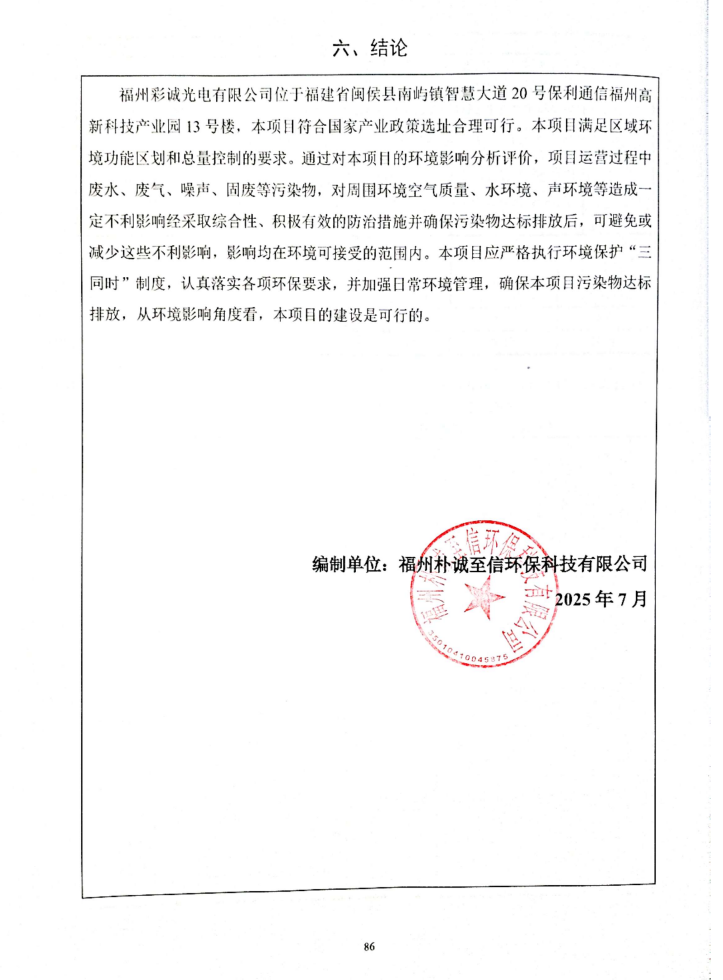 六、结论
福州彩诚光电有限公司位于福建省闽侯县南屿镇智慧大道 20 号保利通信福州高
新科技产业园 13 号楼，本项目符合国家产业政策选址合理可行。本项目满足区域环
境功能区划和总量控制的要求。通过对本项目的环境影响分析评价，项目运营过程中
废水、废气、噪声、固废等污染物，对周围环境空气质量、水环境、声环境等造成一
定不利影响经采取综合性、积极有效的防治措施并确保污染物达标排放后，可避免或
减少这些不利影响，影响均在环境可接受的范围内。本项目应严格执行环境保护“三
同时”制度，认真落实各项环保要求，并加强日常环境管理，确保本项目污染物达标
排放，从环境影响角度看，本项目的建设是可行的。
编制单位：福州朴诚至信环保科技有限公司
2025 年 7 月
福州朴诚至信环保科技有限公司
86